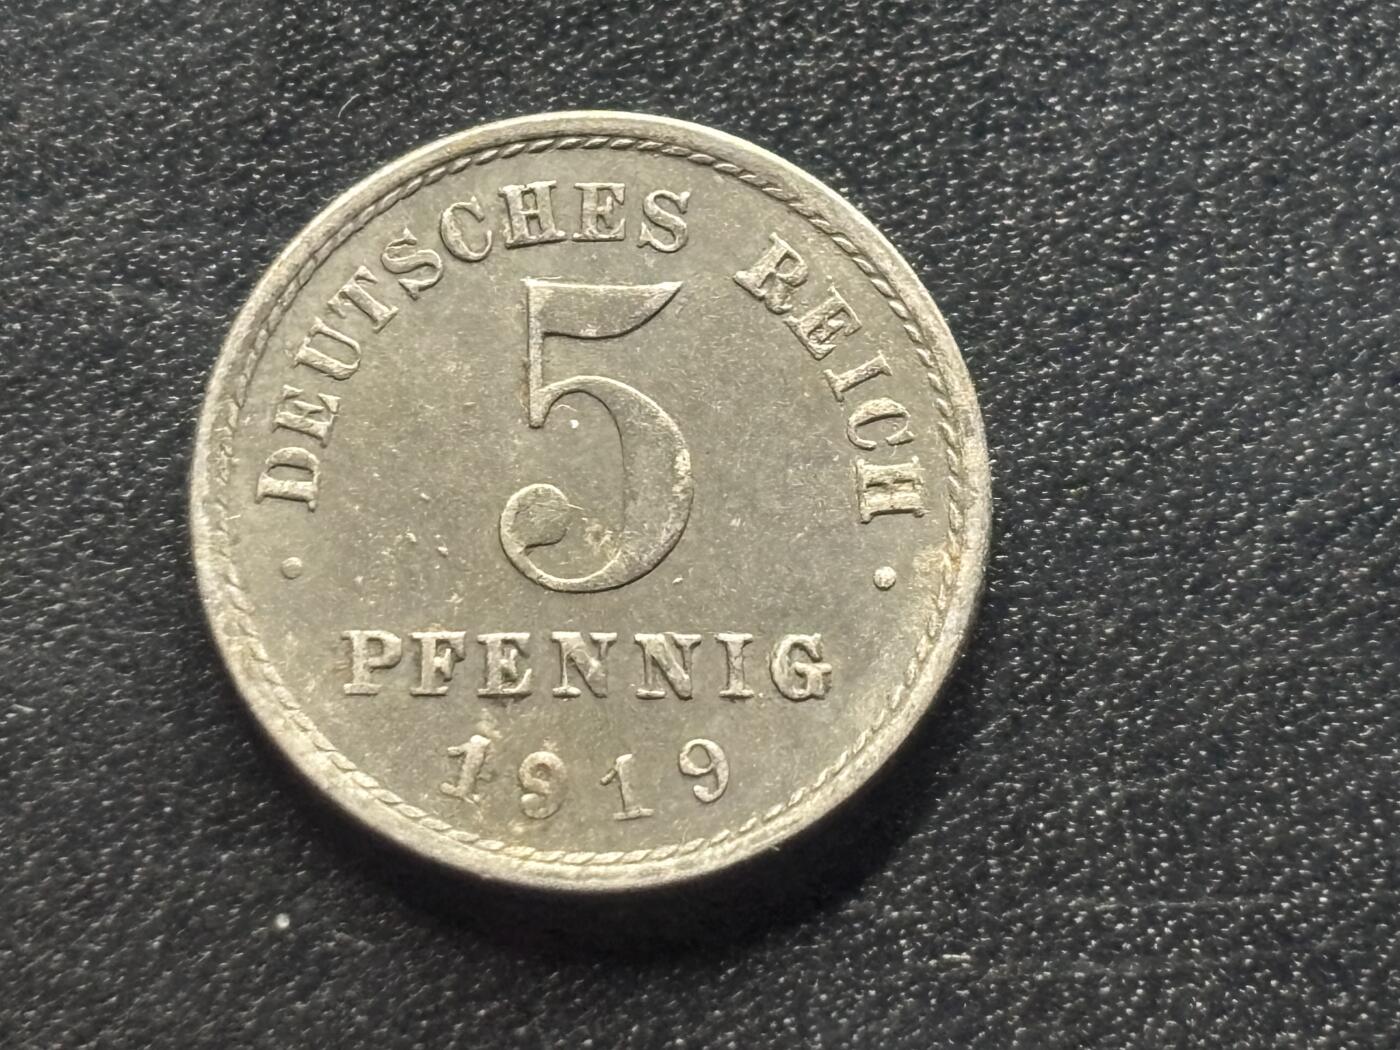 DEUTSCHES REICH
5
PFENNIG
1919